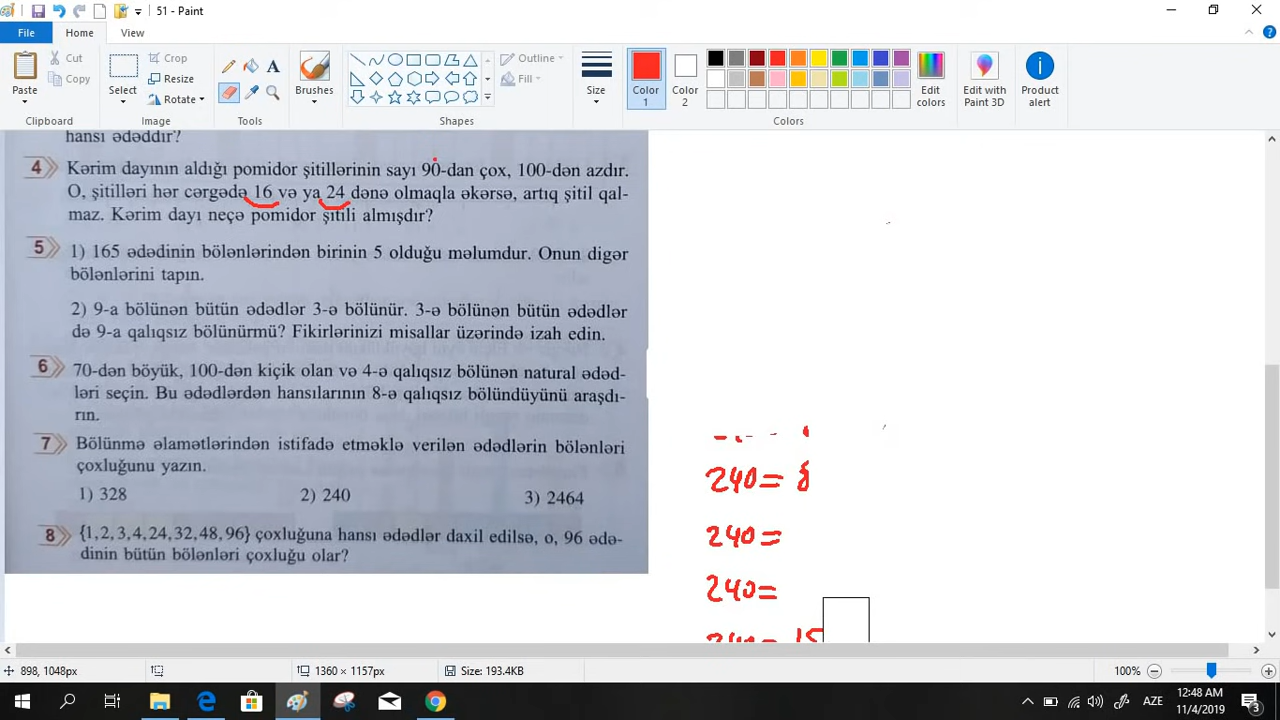 51 - Paint
File
Home
View
Paste
Cut
Copy
Clipboard
Select
Crop
Resize
Rotate
Image
Tools
Brushes
Outline
Fill
Shapes
Size
Color
1
Color
2
Edit
colors
Colors
Edit with
Paint 3D
Product
alert
hansı ədəddir?
4 Kərim dayının aldığı pomidor şitillərinin sayı 90-dan çox, 100-dən azdır.
O, şitilləri hər cərgədə 16 və ya 24 dənə olmaqla əkərsə, artıq şitil qal-
maz. Kərim dayı neçə pomidor şitili almışdır?
5 1) 165 ədədinin bölənlərindən birinin 5 olduğu məlumdur. Onun digər
bölənlərini tapın.
2) 9-a bölünən bütün ədədlər 3-ə bölünür. 3-ə bölünən bütün ədədlər
də 9-a qalıqsız bölünürmü? Fikirlərinizi misallar üzərində izah edin.
6 70-dən böyük, 100-dən kiçik olan və 4-ə qalıqsız bölünən natural ədəd-
ləri seçin. Bu ədədlərdən hansılarının 8-ə qalıqsız bölündüyünü araşdı-
rın.
7 Bölünmə əlamətlərindən istifadə etməklə verilən ədədlərin bölənləri
çoxluğunu yazın.
1) 328 2) 240 3) 2464
8 {1,2,3,4,24,32,48,96} çoxluğuna hansı ədədlər daxil edilsə, o, 96 ədə-
dinin bütün bölənləri çoxluğu olar?
240= 8
240=
240=
240= 15
898, 1048px
1360 × 1157px
Size: 193.4KB
100%
AZE
12:48 AM
11/4/2019
3